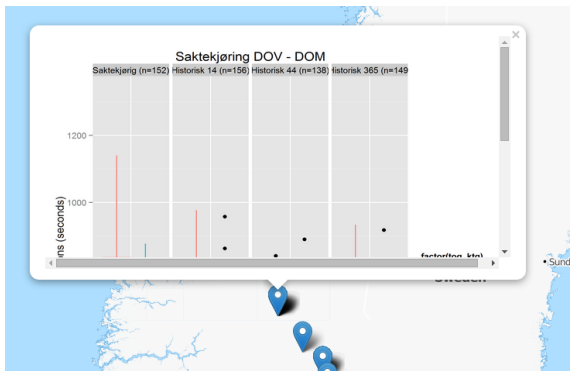 ×
Saktekjøring DOV - DOM
Saktekjørig (n=152) Historisk 14 (n=156) Historisk 44 (n=138) Historisk 365 (n=149
1200
1000
ns (seconds)
factor(tog_ktg)
Sund
Sweden